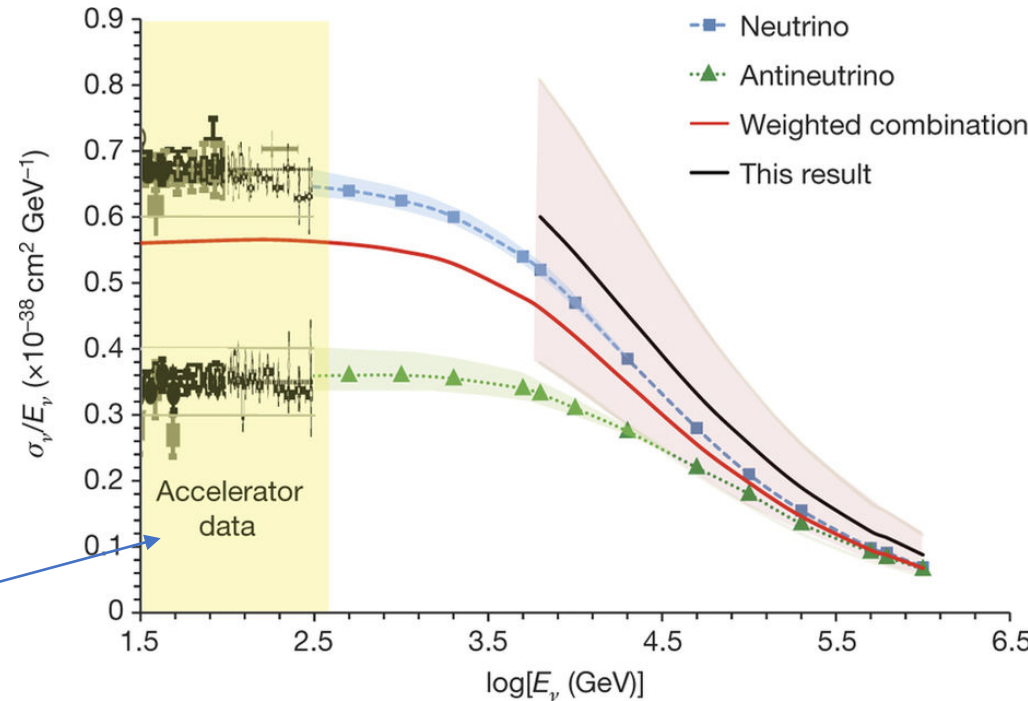 0.9
0.8
0.7
0.6
0.5
0.4
0.3
0.2
0.1
0
σν/Eν (×10⁻³⁸ cm² GeV⁻¹)
Neutrino
Antineutrino
Weighted combination
This result
Accelerator
data
1.5
2.5
3.5
4.5
5.5
6.5
log[Eν (GeV)]